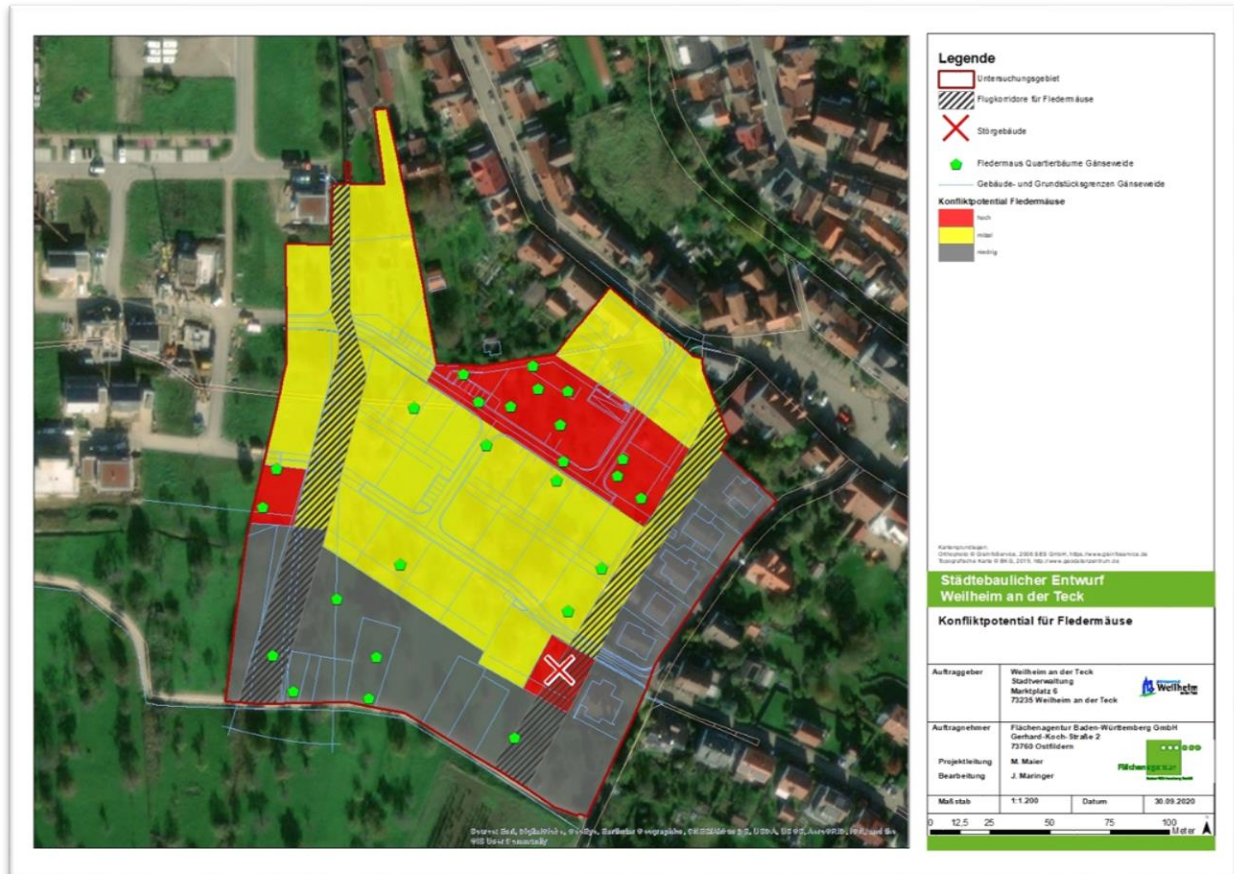 Legende
Untersuchungsgebiet
Flugkorridore für Fledermäuse
Störgebäude
Fledermaus Quartierbäume Gänseweide
Gebäude- und Grundstücksgrenzen Gänseweide
Konfliktpotential Fledermäuse
hoch
mittel
niedrig
Kartengrundlagen:
Städtebaulicher Entwurf
Weilheim an der Teck
Konfliktpotential für Fledermäuse
Auftraggeber
Weilheim an der Teck
Stadtverwaltung
Marktplatz 6
73235 Weilheim an der Teck
Weilheim
Auftragnehmer
Flächenagentur Baden-Württemberg GmbH
Gerhard-Koch-Straße 2
73760 Ostfildern
Projektleitung M. Maier
Bearbeitung J. Maringer
Flächenagentur
Maßstab 1:1.200 Datum 30.09.2020
0 12,5 25 50 75 100
Meter